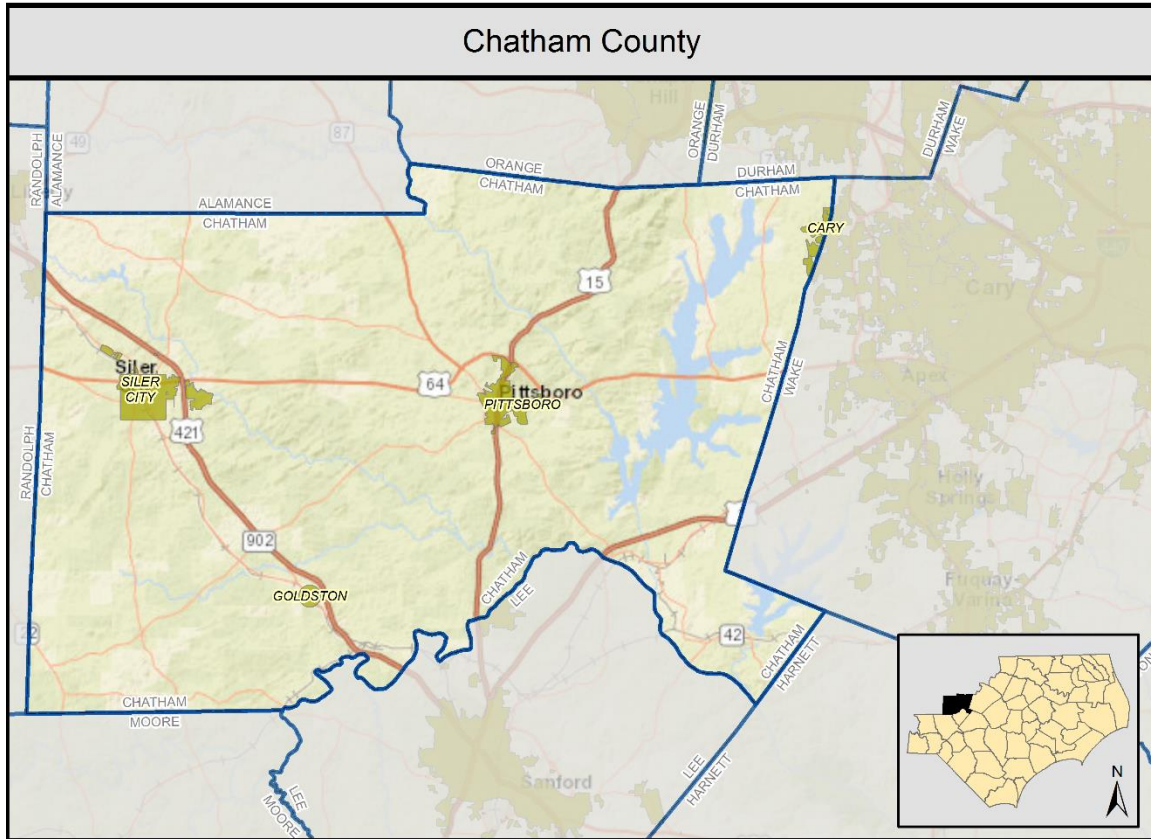 Chatham County
Hill
87
49
RANDOLPH
ALAMANCE
ORANGE
DURHAM
DURHAM
WAKE
ORANGE
CHATHAM
DURHAM
CHATHAM
ALAMANCE
CHATHAM
CARY
15
Cary
Siler
SILER
CITY
64
Pittsboro
PITTSBORO
CHATHAM
WAKE
Apex
421
RANDOLPH
CHATHAM
Holly
Springs
902
GOLDSTON
CHATHAM
LEE
Fuquay-
Varina
22
42
CHATHAM
HARNETT
CHATHAM
MOORE
LEE
MOORE
Sanford
LEE
HARNETT
N